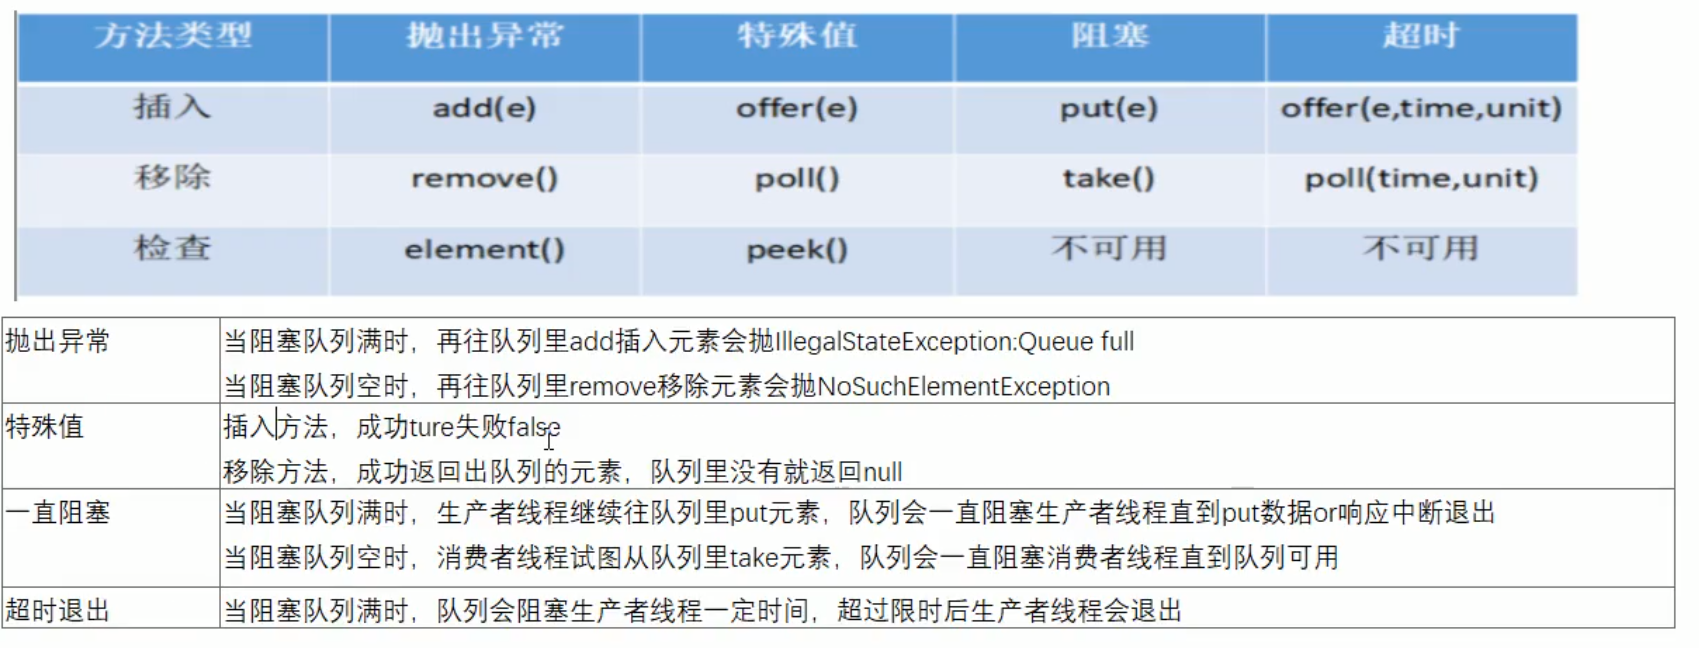 方法类型 抛出异常 特殊值 阻塞 超时
插入 add(e) offer(e) put(e) offer(e,time,unit)
移除 remove() poll() take() poll(time,unit)
检查 element() peek() 不可用 不可用
抛出异常 当阻塞队列满时，再往队列里add插入元素会抛IllegalStateException:Queue full
当阻塞队列空时，再往队列里remove移除元素会抛NoSuchElementException
特殊值 插入方法，成功ture失败false
移除方法，成功返回出队列的元素，队列里没有就返回null
一直阻塞 当阻塞队列满时，生产者线程继续往队列里put元素，队列会一直阻塞生产者线程直到put数据or响应中断退出
当阻塞队列空时，消费者线程试图从队列里take元素，队列会一直阻塞消费者线程直到队列可用
超时退出 当阻塞队列满时，队列会阻塞生产者线程一定时间，超过限时后生产者线程会退出